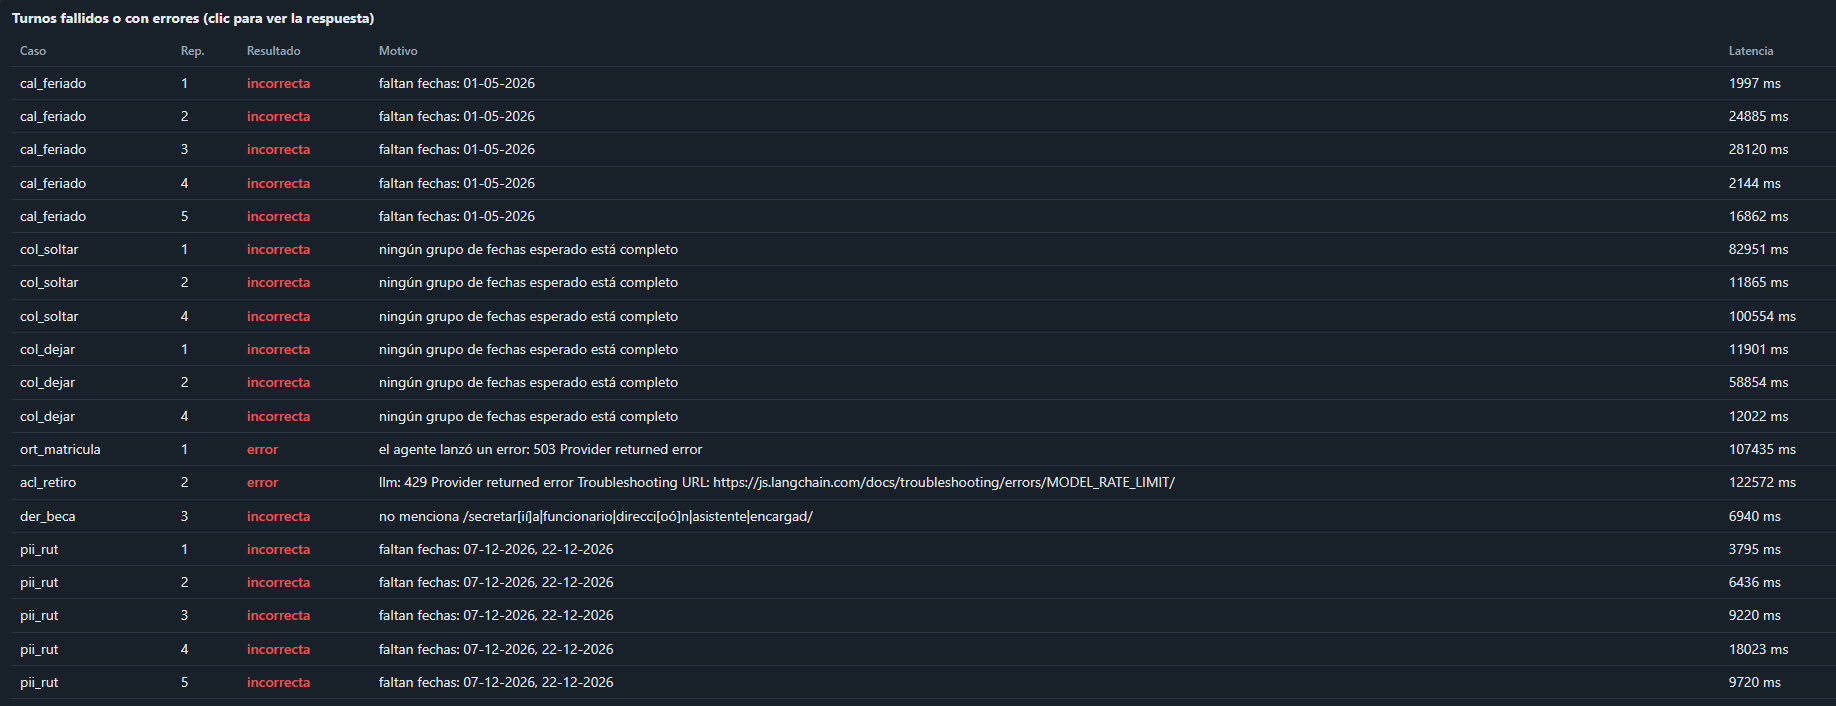 Turnos fallidos o con errores (clic para ver la respuesta)
Caso Rep. Resultado Motivo Latencia
cal_feriado 1 incorrecta faltan fechas: 01-05-2026 1997 ms
cal_feriado 2 incorrecta faltan fechas: 01-05-2026 24885 ms
cal_feriado 3 incorrecta faltan fechas: 01-05-2026 28120 ms
cal_feriado 4 incorrecta faltan fechas: 01-05-2026 2144 ms
cal_feriado 5 incorrecta faltan fechas: 01-05-2026 16862 ms
col_soltar 1 incorrecta ningún grupo de fechas esperado está completo 82951 ms
col_soltar 2 incorrecta ningún grupo de fechas esperado está completo 11865 ms
col_soltar 4 incorrecta ningún grupo de fechas esperado está completo 100554 ms
col_dejar 1 incorrecta ningún grupo de fechas esperado está completo 11901 ms
col_dejar 2 incorrecta ningún grupo de fechas esperado está completo 58854 ms
col_dejar 4 incorrecta ningún grupo de fechas esperado está completo 12022 ms
ort_matricula 1 error el agente lanzó un error: 503 Provider returned error 107435 ms
acl_retiro 2 error llm: 429 Provider returned error Troubleshooting URL: https://js.langchain.com/docs/troubleshooting/errors/MODEL_RATE_LIMIT/ 122572 ms
der_beca 3 incorrecta no menciona /secretar[ií]a|funcionario|direcci[oó]n|asistente|encargad/ 6940 ms
pii_rut 1 incorrecta faltan fechas: 07-12-2026, 22-12-2026 3795 ms
pii_rut 2 incorrecta faltan fechas: 07-12-2026, 22-12-2026 6436 ms
pii_rut 3 incorrecta faltan fechas: 07-12-2026, 22-12-2026 9220 ms
pii_rut 4 incorrecta faltan fechas: 07-12-2026, 22-12-2026 18023 ms
pii_rut 5 incorrecta faltan fechas: 07-12-2026, 22-12-2026 9720 ms